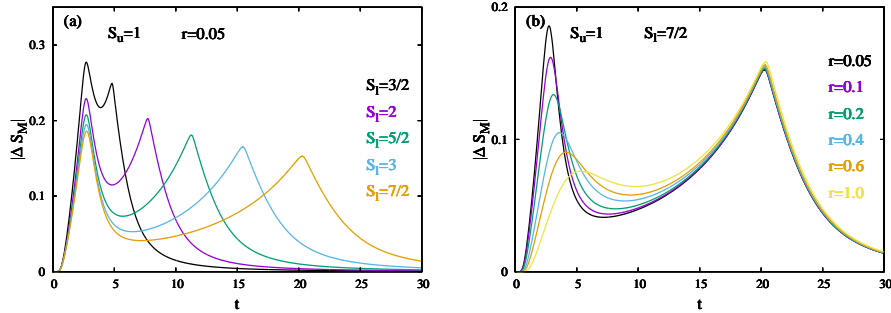 (a)
S_u=1 r=0.05
S_l=3/2
S_l=2
S_l=5/2
S_l=3
S_l=7/2
|Δ S_M|
0
0.1
0.2
0.3
0 5 10 15 20 25 30
t
(b)
S_u=1 S_l=7/2
r=0.05
r=0.1
r=0.2
r=0.4
r=0.6
r=1.0
|Δ S_M|
0
0.1
0.2
0 5 10 15 20 25 30
t